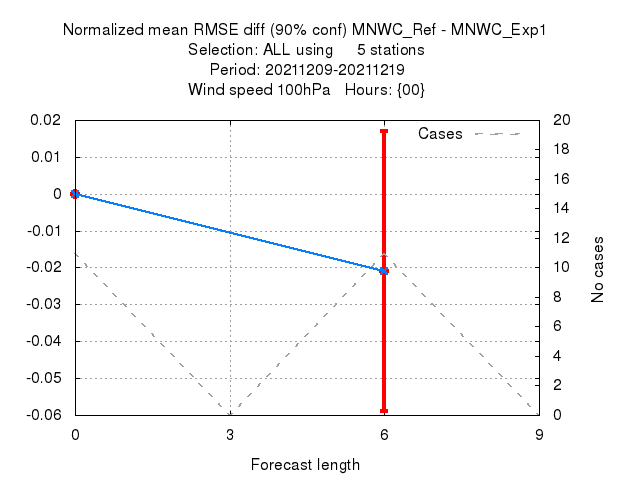 Normalized mean RMSE diff (90% conf) MNWC_Ref - MNWC_Exp1
Selection: ALL using 5 stations
Period: 20211209-20211219
Wind speed 100hPa Hours: {00}
Cases
0.02
0.01
0
-0.01
-0.02
-0.03
-0.04
-0.05
-0.06
20
18
16
14
12
10
8
6
4
2
0
No cases
0 3 6 9
Forecast length